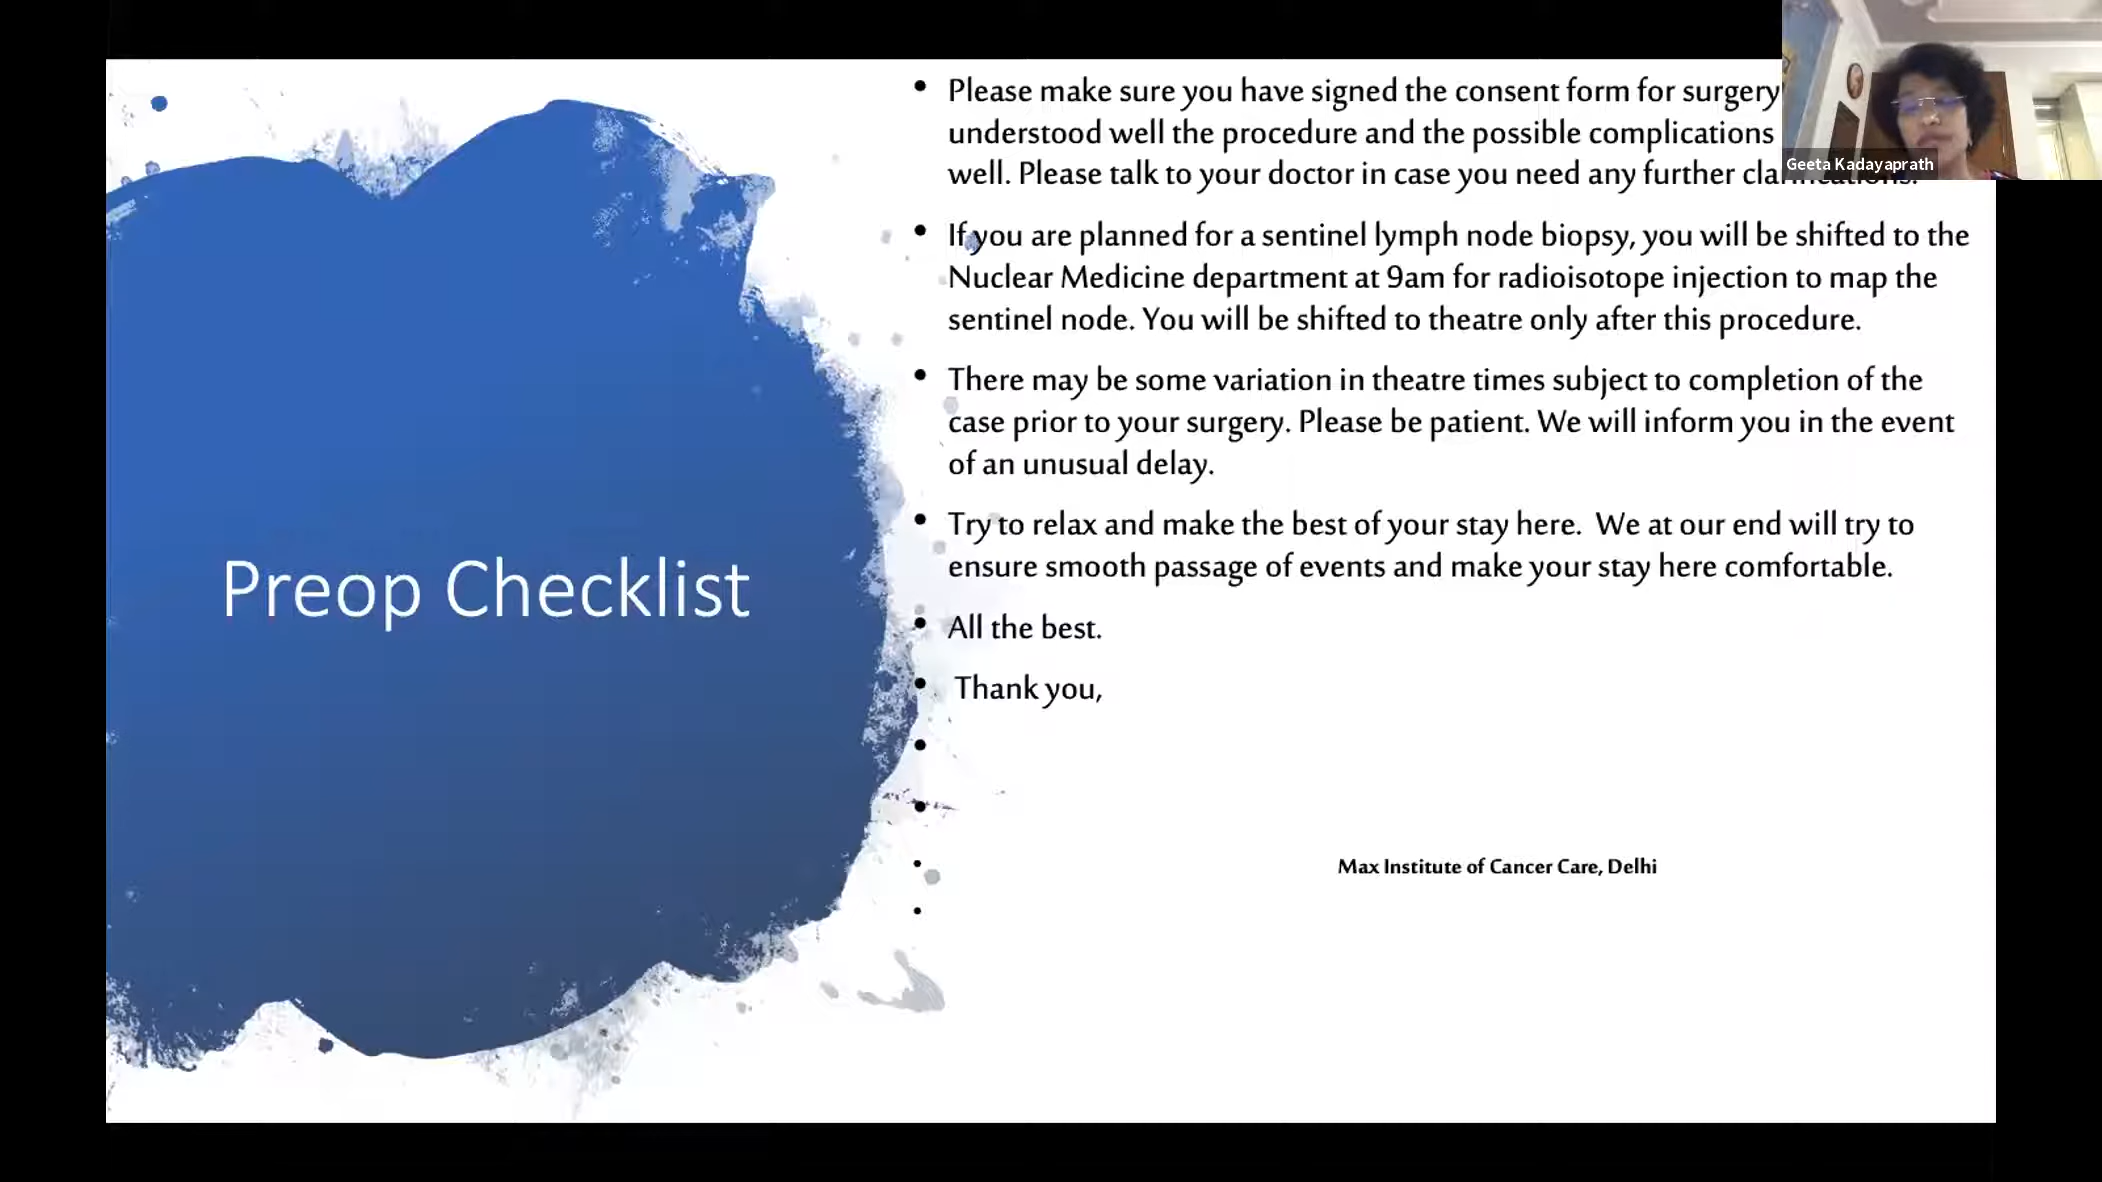 Preop Checklist
• Please make sure you have signed the consent form for surgery
understood well the procedure and the possible complications
well. Please talk to your doctor in case you need any further
• If you are planned for a sentinel lymph node biopsy, you will be shifted to the
Nuclear Medicine department at 9am for radioisotope injection to map the
sentinel node. You will be shifted to theatre only after this procedure.
• There may be some variation in theatre times subject to completion of the
case prior to your surgery. Please be patient. We will inform you in the event
of an unusual delay.
• Try to relax and make the best of your stay here. We at our end will try to
ensure smooth passage of events and make your stay here comfortable.
• All the best.
• Thank you,
•
•
• Max Institute of Cancer Care, Delhi
•
Geeta Kadayaprath